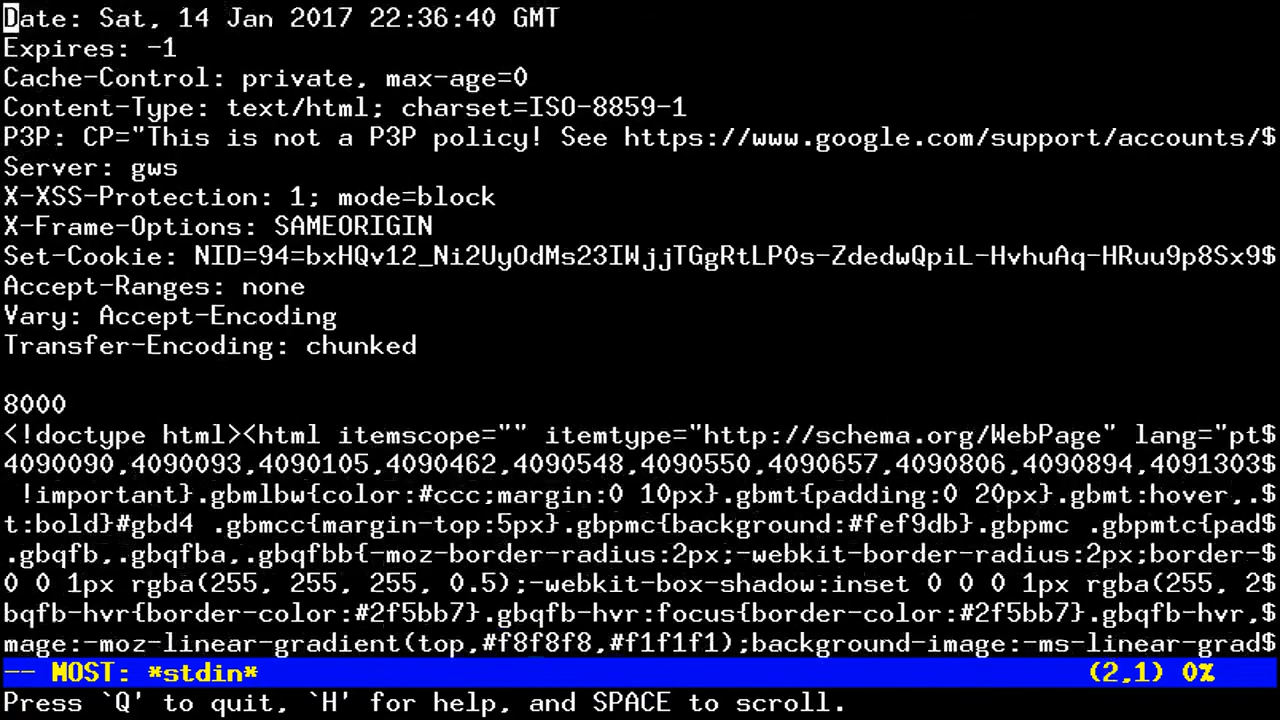 Date: Sat, 14 Jan 2017 22:36:40 GMT
Expires: -1
Cache-Control: private, max-age=0
Content-Type: text/html; charset=ISO-8859-1
P3P: CP="This is not a P3P policy! See https://www.google.com/support/accounts/$
Server: gws
X-XSS-Protection: 1; mode=block
X-Frame-Options: SAMEORIGIN
Set-Cookie: NID=94=bxHQv12_Ni2UyOdMs23IWjjTGgRtLP0s-ZdedwQpiL-HvhuAq-HRuu9p8Sx9$
Accept-Ranges: none
Vary: Accept-Encoding
Transfer-Encoding: chunked
8000
<!doctype html><html itemscope="" itemtype="http://schema.org/WebPage" lang="pt$
4090090,4090093,4090105,4090462,4090548,4090550,4090657,4090806,4090894,4091303$
!important}.gbmlbw{color:#ccc;margin:0 10px}.gbmt{padding:0 20px}.gbmt:hover,.$
t:bold}#gbd4 .gbmcc{margin-top:5px}.gbpmc{background:#fef9db}.gbpmc .gbpmtc{pad$
.gbqfb,.gbqfba,.gbqfbb{-moz-border-radius:2px;-webkit-border-radius:2px;border-$
0 0 1px rgba(255, 255, 255, 0.5);-webkit-box-shadow:inset 0 0 0 1px rgba(255, 2$
bqfb-hvr{border-color:#2f5bb7}.gbqfb-hvr:focus{border-color:#2f5bb7}.gbqfb-hvr,$
mage:-moz-linear-gradient(top,#f8f8f8,#f1f1f1);background-image:-ms-linear-grad$
-- MOST: *stdin* (2,1) 0%
Press `Q' to quit, `H' for help, and SPACE to scroll.